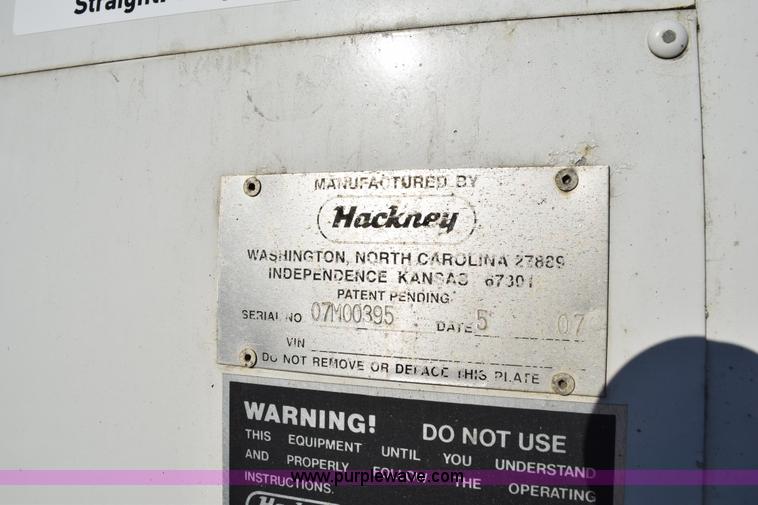 Straight
MANUFACTURED BY
Hackney
WASHINGTON, NORTH CAROLINA 27889
INDEPENDENCE KANSAS 67301
PATENT PENDING
SERIAL NO 07M00395 DATE 5 07
VIN
DO NOT REMOVE OR DEFACE THIS PLATE
WARNING! DO NOT USE
THIS EQUIPMENT UNTIL YOU UNDERSTAND
AND PROPERLY FOLLOW THE OPERATING
INSTRUCTIONS.
www.purplewave.com